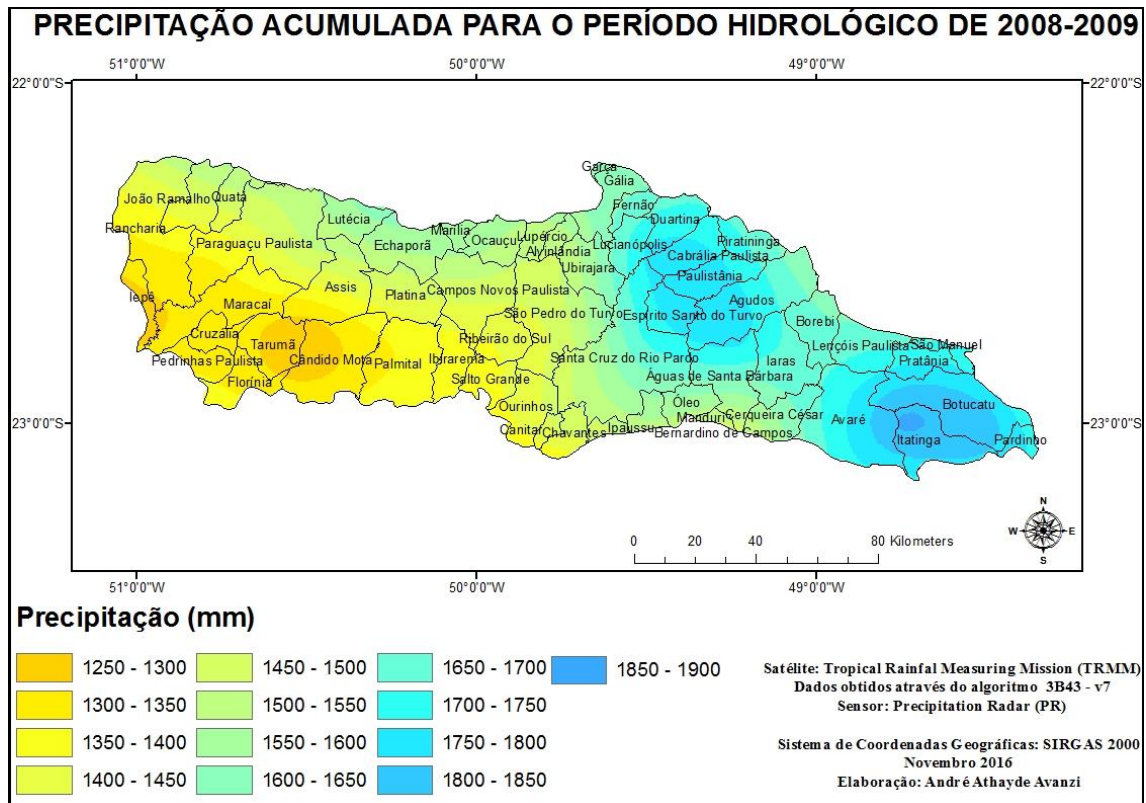 PRECIPITAÇÃO ACUMULADA PARA O PERÍODO HIDROLÓGICO DE 2008-2009
51°0'0"W 50°0'0"W 49°0'0"W
22°0'0"S 22°0'0"S
Garça
Gália
João Ramalho Quatá Fernão
Lutécia Duartina
Rancharia Marília Lupércio
Paraguaçu Paulista Echaporã Ocauçu Alvinlândia Lucianópolis Piratininga
Cabrália Paulista
Ubirajara Paulistânia
Iepê Maracaí Assis Platina Campos Novos Paulista Agudos
São Pedro do Turvo Espírito Santo do Turvo Borebi
Cruzália Tarumã Ribeirão do Sul Lençóis Paulista São Manuel
Pedrinhas Paulista Cândido Mota Palmital Ibirarema Santa Cruz do Rio Pardo Iaras Pratânia
Florínia Salto Grande Águas de Santa Bárbara
Ourinhos Óleo Botucatu
Manduri Cerqueira César Avaré
Canitar Chavantes Ipaussu Bernardino de Campos Itatinga Pardinho
23°0'0"S 23°0'0"S
N
W E
S
0 20 40 80 Kilometers
51°0'0"W 50°0'0"W 49°0'0"W
Precipitação (mm)
1250 - 1300
1300 - 1350
1350 - 1400
1400 - 1450
1450 - 1500
1500 - 1550
1550 - 1600
1600 - 1650
1650 - 1700
1700 - 1750
1750 - 1800
1800 - 1850
1850 - 1900
Satélite: Tropical Rainfal Measuring Mission (TRMM)
Dados obtidos através do algoritmo 3B43 - v7
Sensor: Precipitation Radar (PR)
Sistema de Coordenadas Geográficas: SIRGAS 2000
Novembro 2016
Elaboração: André Athayde Avanzi